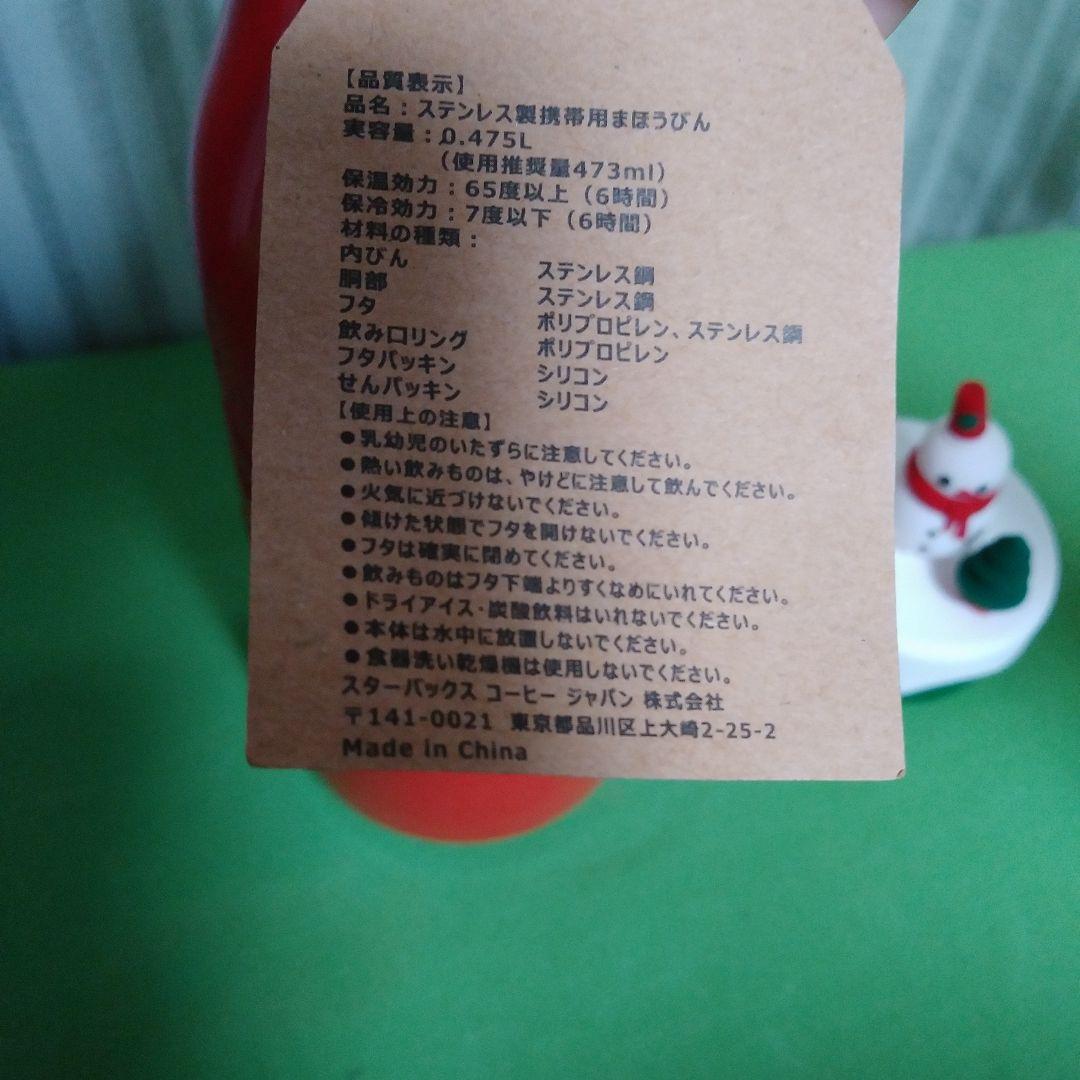 【品質表示】
品名：ステンレス製携帯用まほうびん
実容量：0.475L
（使用推奨量473ml）
保温効力：65度以上（6時間）
保冷効力：7度以下（6時間）
材料の種類：
内びん ステンレス鋼
胴部 ステンレス鋼
フタ ポリプロピレン、ステンレス鋼
飲み口リング ポリプロピレン
フタパッキン シリコン
せんパッキン シリコン
【使用上の注意】
●乳幼児のいたずらに注意してください。
●熱い飲みものは、やけどに注意して飲んでください。
●火気に近づけないでください。
●傾けた状態でフタを開けないでください。
●フタは確実に閉めてください。
●飲みものはフタ下端よりすくなめにいれてください。
●ドライアイス・炭酸飲料はいれないでください。
●本体は水中に放置しないでください。
●食器洗い乾燥機は使用しないでください。
スターバックス コーヒー ジャパン 株式会社
〒141-0021 東京都品川区上大崎2-25-2
Made in China